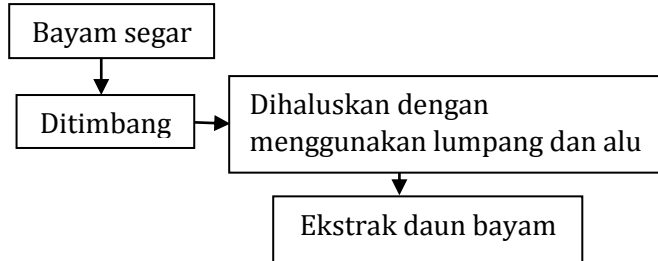 Bayam segar
Ditimbang
Dihaluskan dengan
menggunakan lumpang dan alu
Ekstrak daun bayam